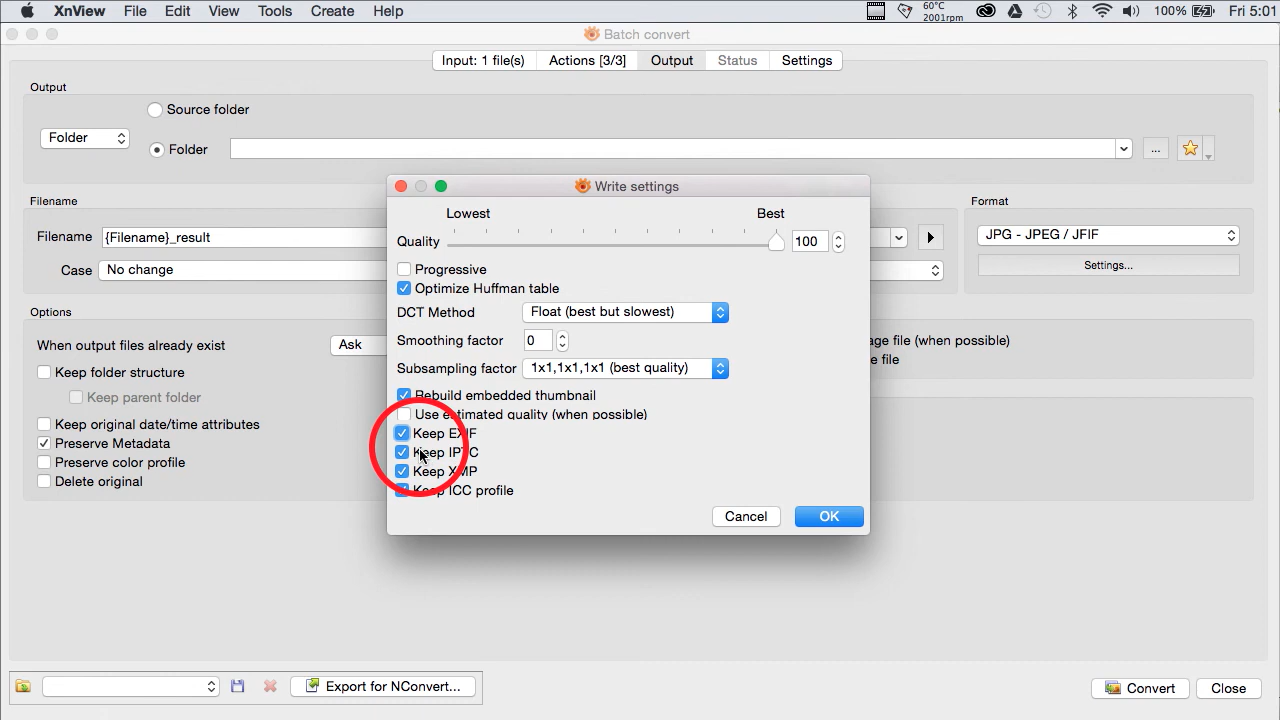 XnView File Edit View Tools Create Help 60°C 2001rpm 100% Fri 5:01
Batch convert
Input: 1 file(s) Actions [3/3] Output Status Settings
Output
Source folder
Folder Folder ...
Filename Format
Filename {Filename}_result JPG - JPEG / JFIF
Case No change Settings...
Options
When output files already exist Ask age file (when possible)
Keep folder structure e file
Keep parent folder
Keep original date/time attributes
Preserve Metadata
Preserve color profile
Delete original
Write settings
Lowest Best
Quality 100
Progressive
Optimize Huffman table
DCT Method Float (best but slowest)
Smoothing factor 0
Subsampling factor 1x1,1x1,1x1 (best quality)
Rebuild embedded thumbnail
Use estimated quality (when possible)
Keep EXIF
Keep IPTC
Keep XMP
Keep ICC profile
Cancel OK
Export for NConvert... Convert Close